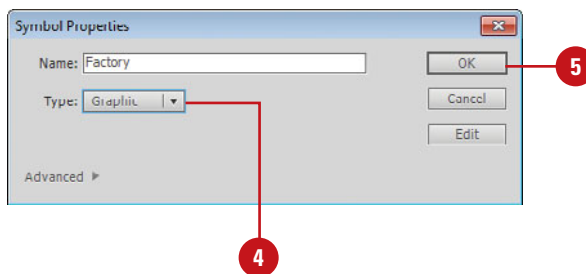 Symbol Properties
Name: Factory
OK
5
Type: Graphic
Cancel
Edit
Advanced
4